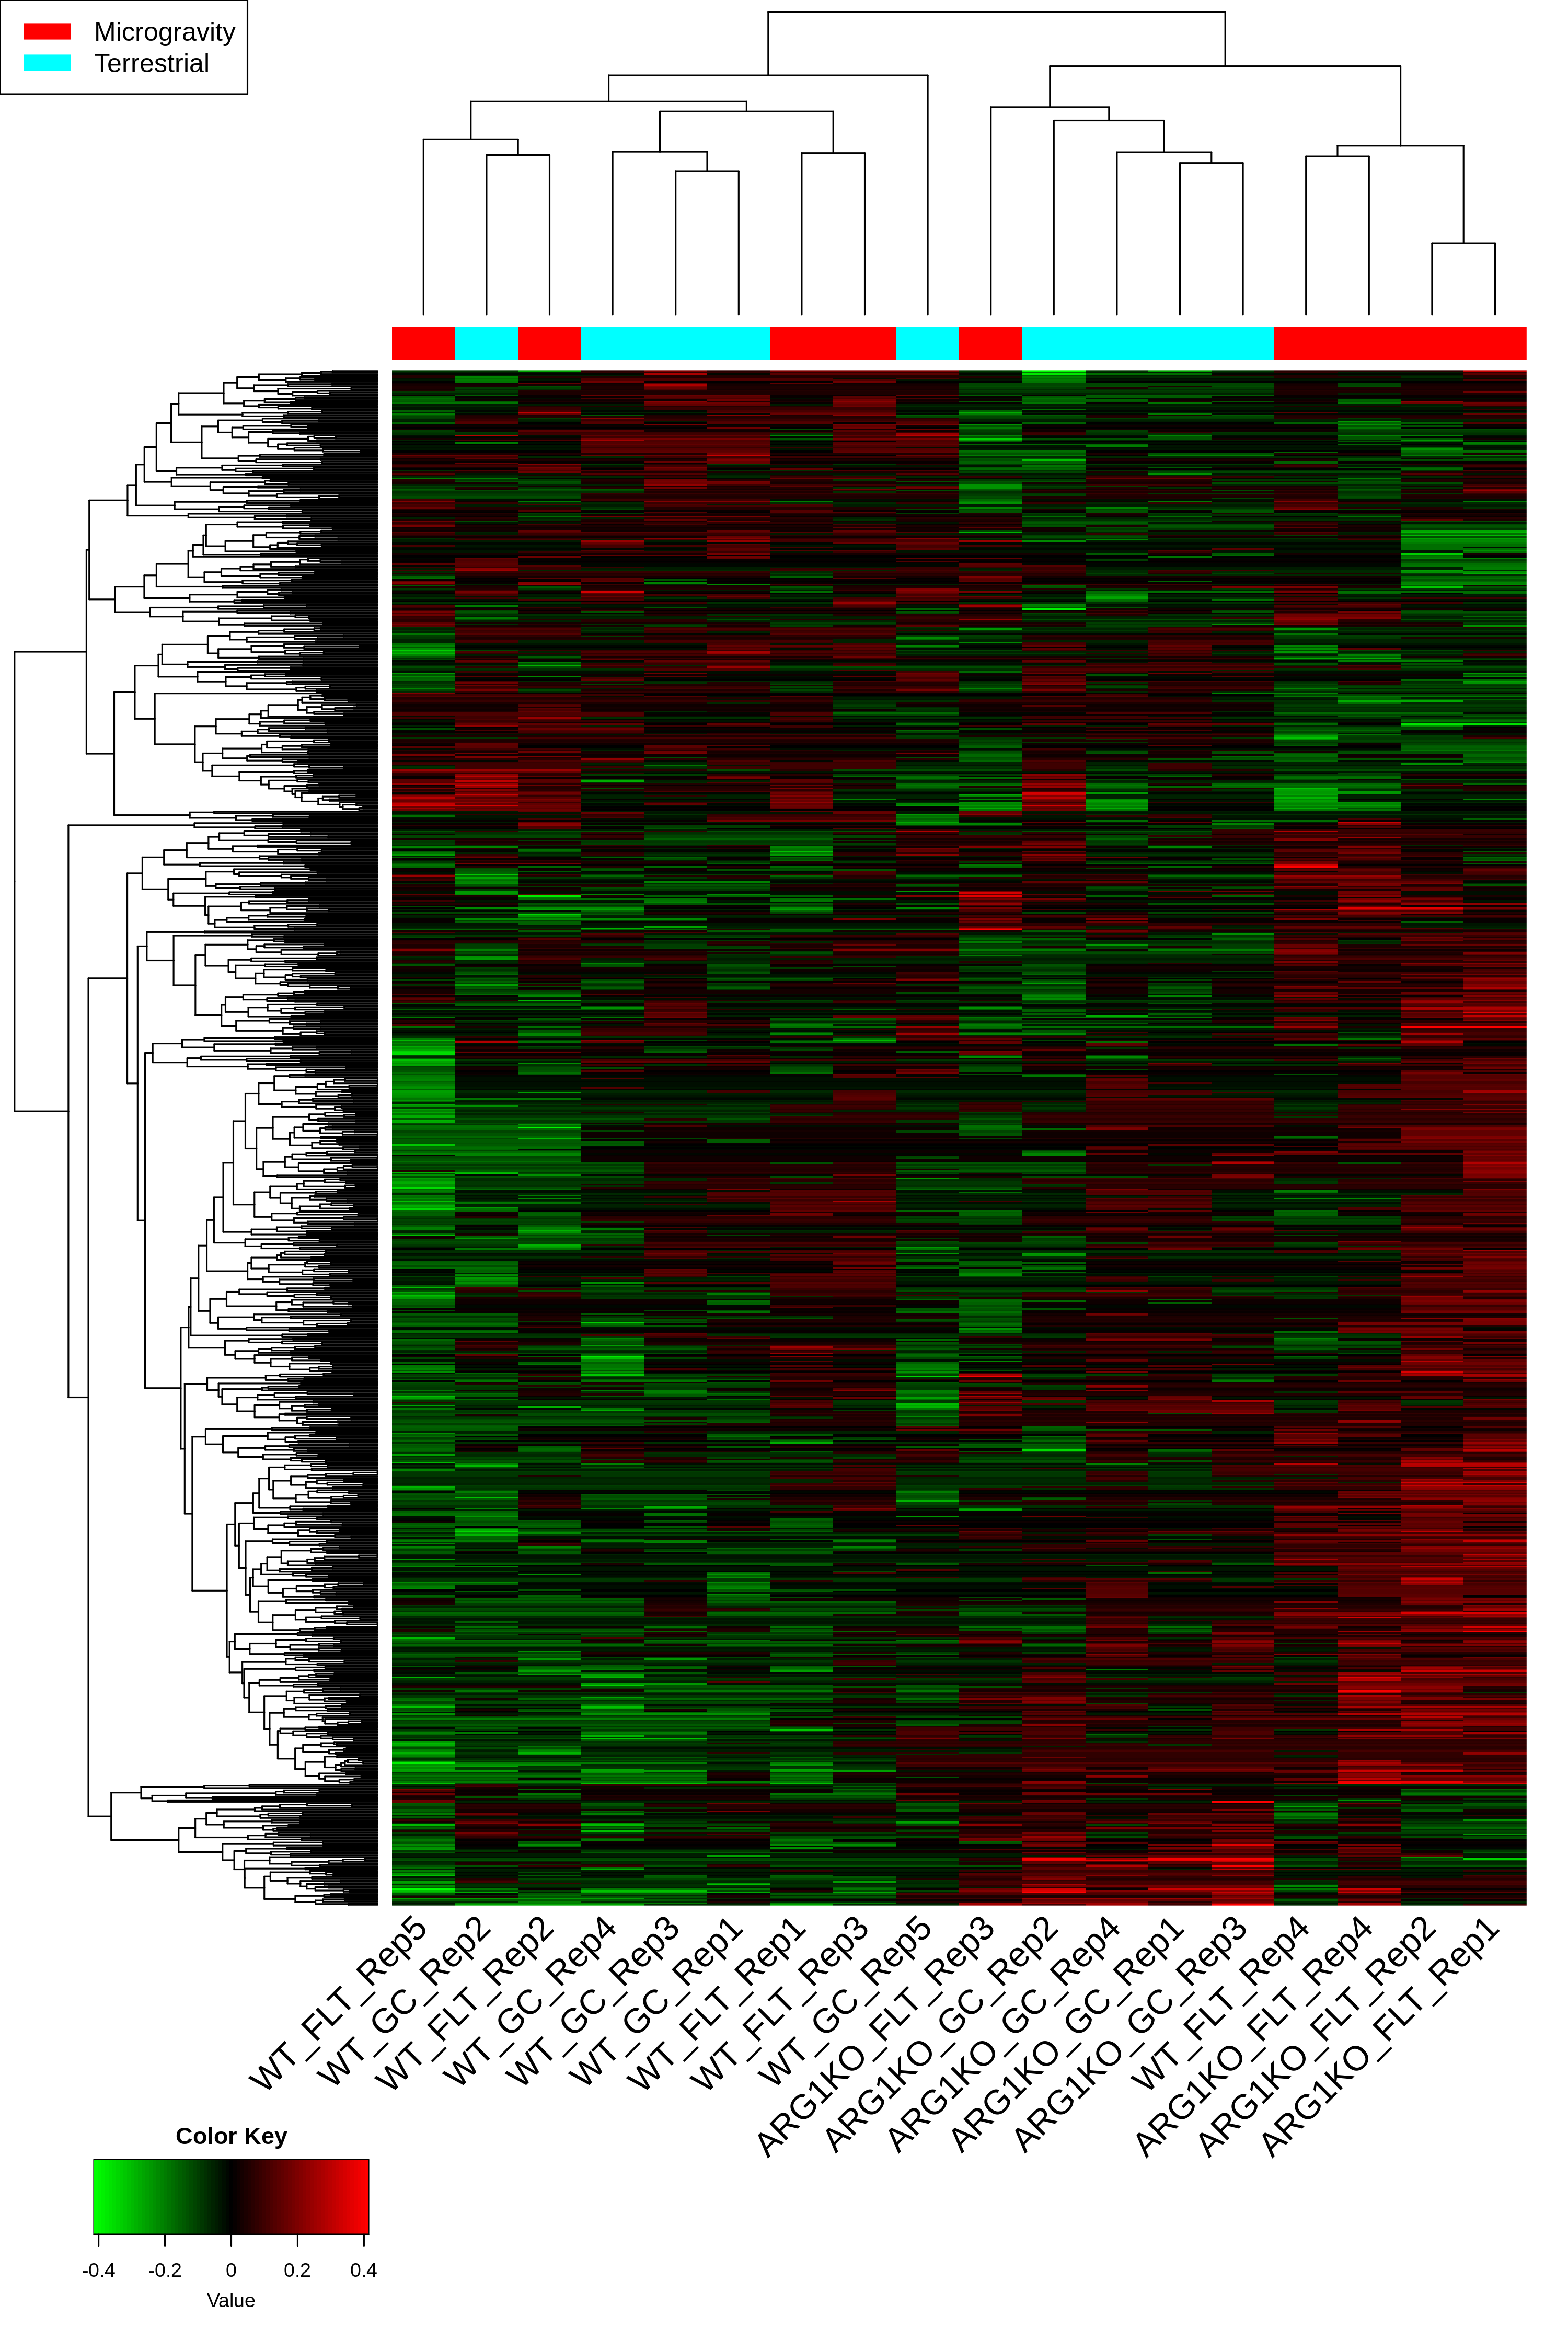 Microgravity
Terrestrial
WT_FLT_Rep5
WT_GC_Rep2
WT_FLT_Rep2
WT_GC_Rep4
WT_GC_Rep3
WT_GC_Rep1
WT_FLT_Rep1
WT_FLT_Rep3
WT_GC_Rep5
ARG1KO_FLT_Rep3
ARG1KO_GC_Rep2
ARG1KO_GC_Rep4
ARG1KO_GC_Rep1
ARG1KO_GC_Rep3
WT_FLT_Rep4
ARG1KO_FLT_Rep4
ARG1KO_FLT_Rep2
ARG1KO_FLT_Rep1
Color Key
-0.4 -0.2 0 0.2 0.4
Value